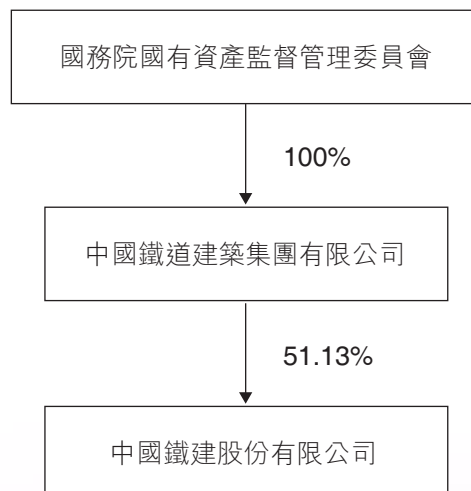 國務院國有資產監督管理委員會
100%
中國鐵道建築集團有限公司
51.13%
中國鐵建股份有限公司